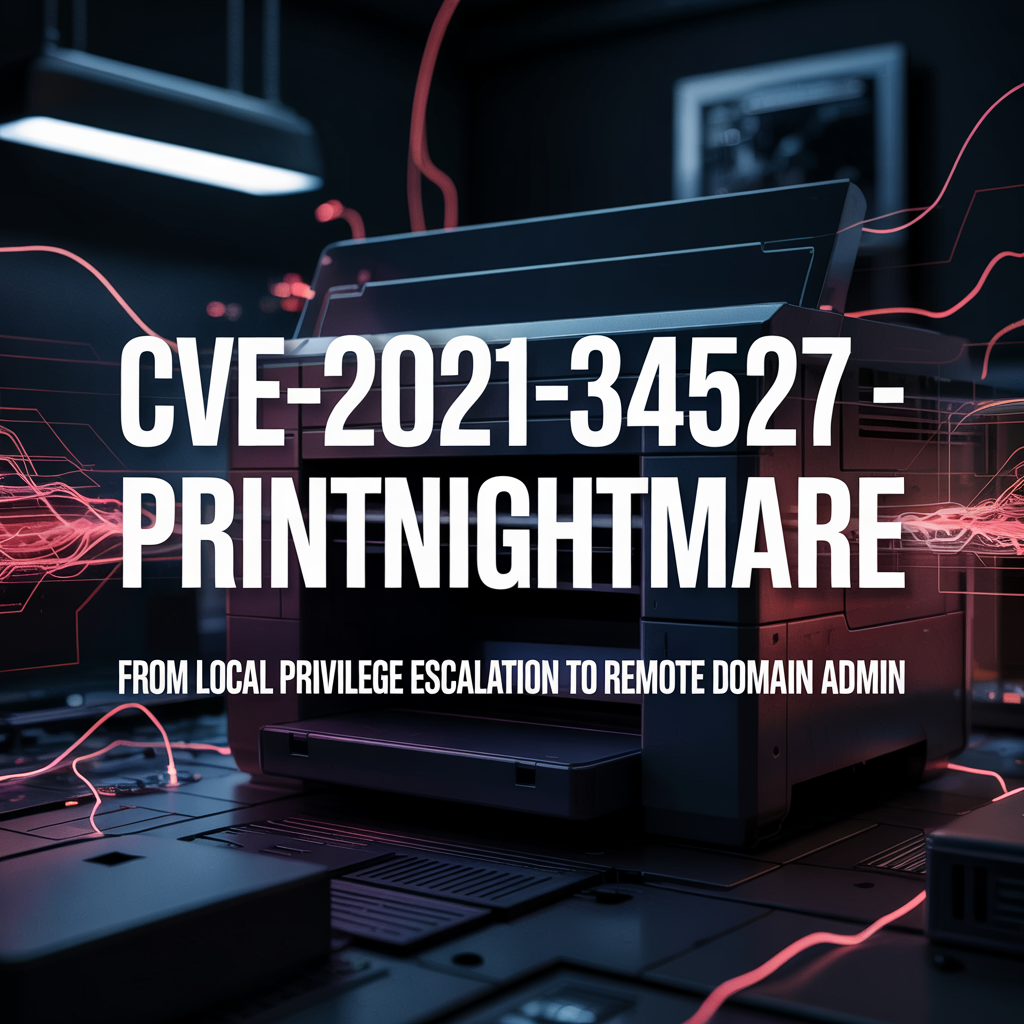 CVE-2021-34527 -
PRINTNIGHTMARE
FROM LOCAL PRIVILEGE ESCALATION TO REMOTE DOMAIN ADMIN